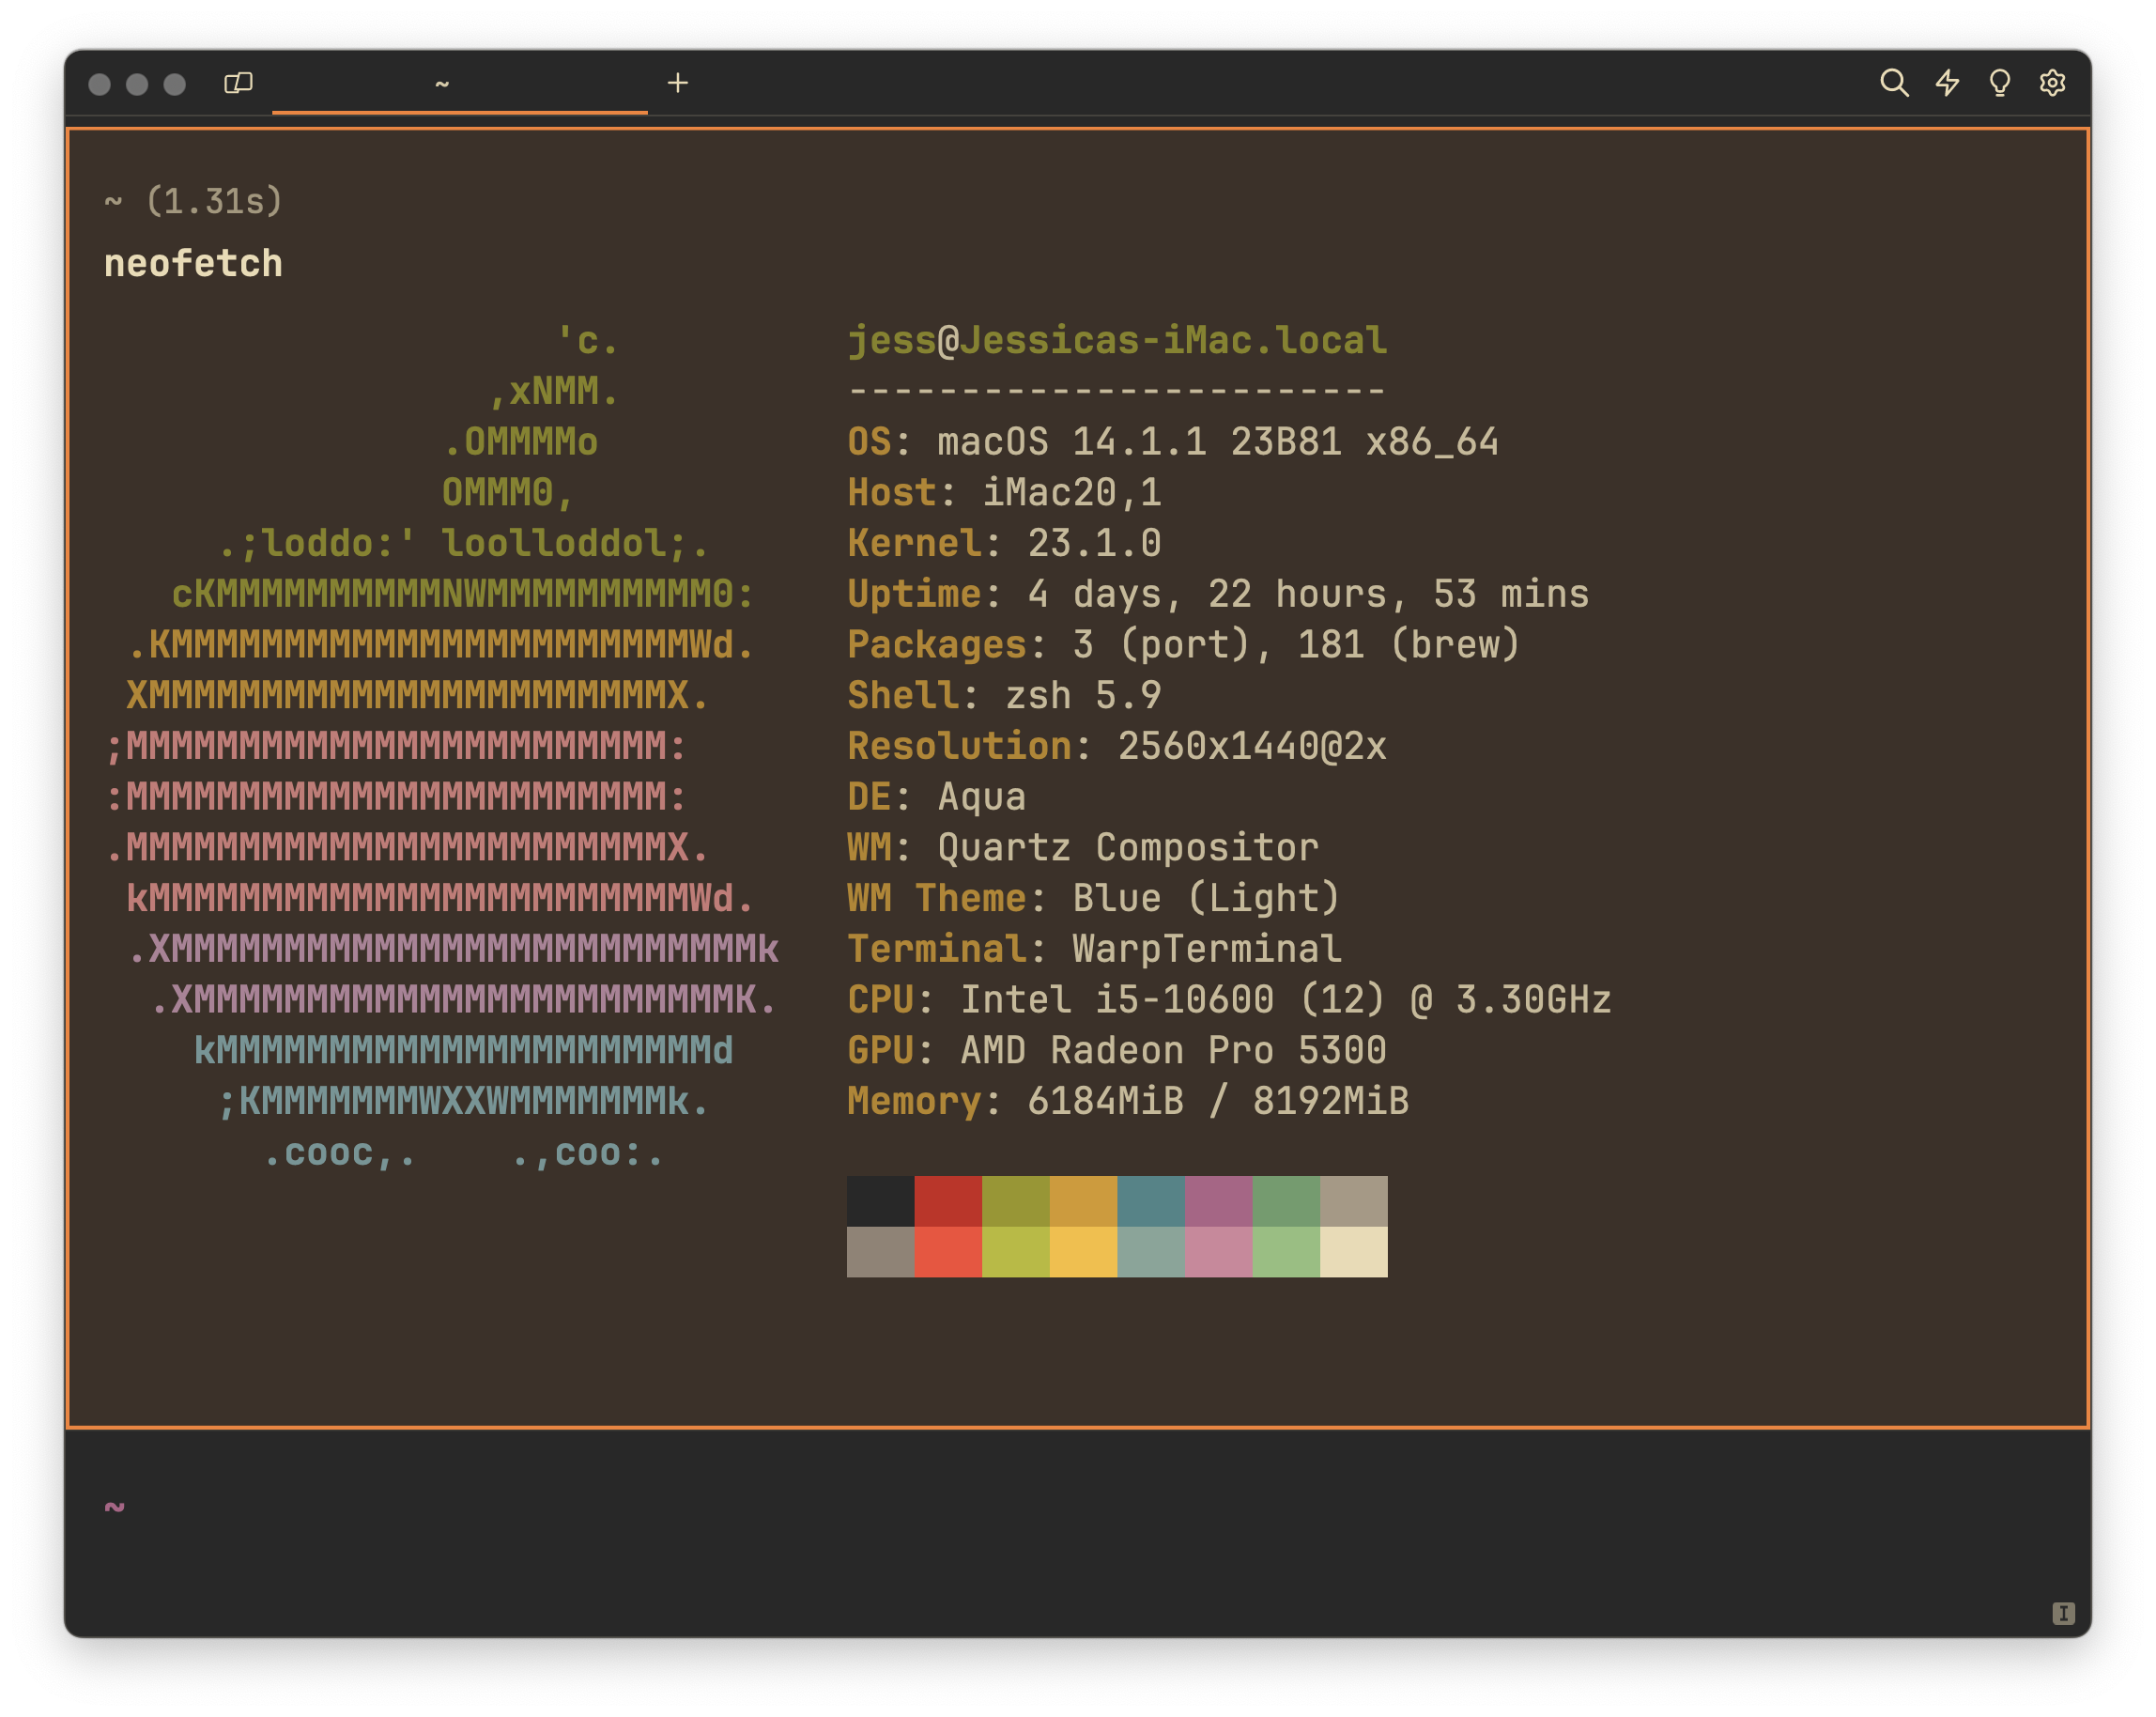 ~
~ (1.31s)
neofetch
                    'c.          jess@Jessicas-iMac.local
                 ,xNMM.          ------------------------
               .OMMMMo           OS: macOS 14.1.1 23B81 x86_64
               OMMM0,            Host: iMac20,1
     .;loddo:' loolloddol;.      Kernel: 23.1.0
   cKMMMMMMMMMMNWMMMMMMMMMM0:    Uptime: 4 days, 22 hours, 53 mins
 .KMMMMMMMMMMMMMMMMMMMMMMMWd.    Packages: 3 (port), 181 (brew)
 XMMMMMMMMMMMMMMMMMMMMMMMX.      Shell: zsh 5.9
;MMMMMMMMMMMMMMMMMMMMMMMM:       Resolution: 2560x1440@2x
:MMMMMMMMMMMMMMMMMMMMMMMM:       DE: Aqua
.MMMMMMMMMMMMMMMMMMMMMMMMX.      WM: Quartz Compositor
 kMMMMMMMMMMMMMMMMMMMMMMMMWd.    WM Theme: Blue (Light)
 .XMMMMMMMMMMMMMMMMMMMMMMMMMMk   Terminal: WarpTerminal
  .XMMMMMMMMMMMMMMMMMMMMMMMMK.   CPU: Intel i5-10600 (12) @ 3.30GHz
    kMMMMMMMMMMMMMMMMMMMMMMd     GPU: AMD Radeon Pro 5300
     ;KMMMMMMMWXXWMMMMMMMk.      Memory: 6184MiB / 8192MiB
       .cooc,.    .,coo:.
~